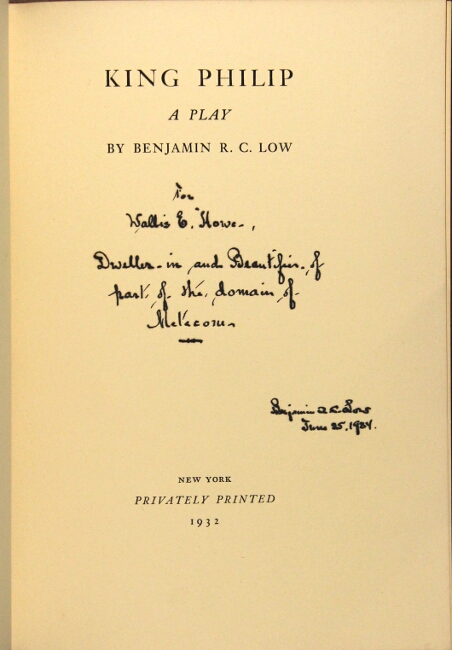 KING PHILIP
A PLAY
BY BENJAMIN R. C. LOW
For
Wallis E. Howe,
Dweller-in and Beautifier of
part of the domain of
Metacom
Benjamin R. C. Low
June 25, 1934.
NEW YORK
PRIVATELY PRINTED
1932